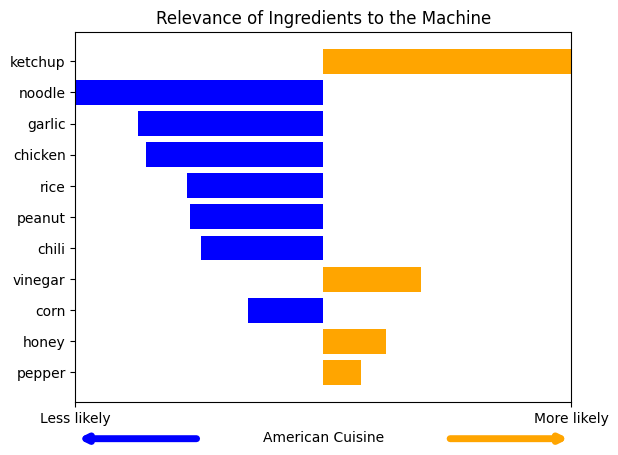 Relevance of Ingredients to the Machine
ketchup
noodle
garlic
chicken
rice
peanut
chili
vinegar
corn
honey
pepper
Less likely More likely
American Cuisine